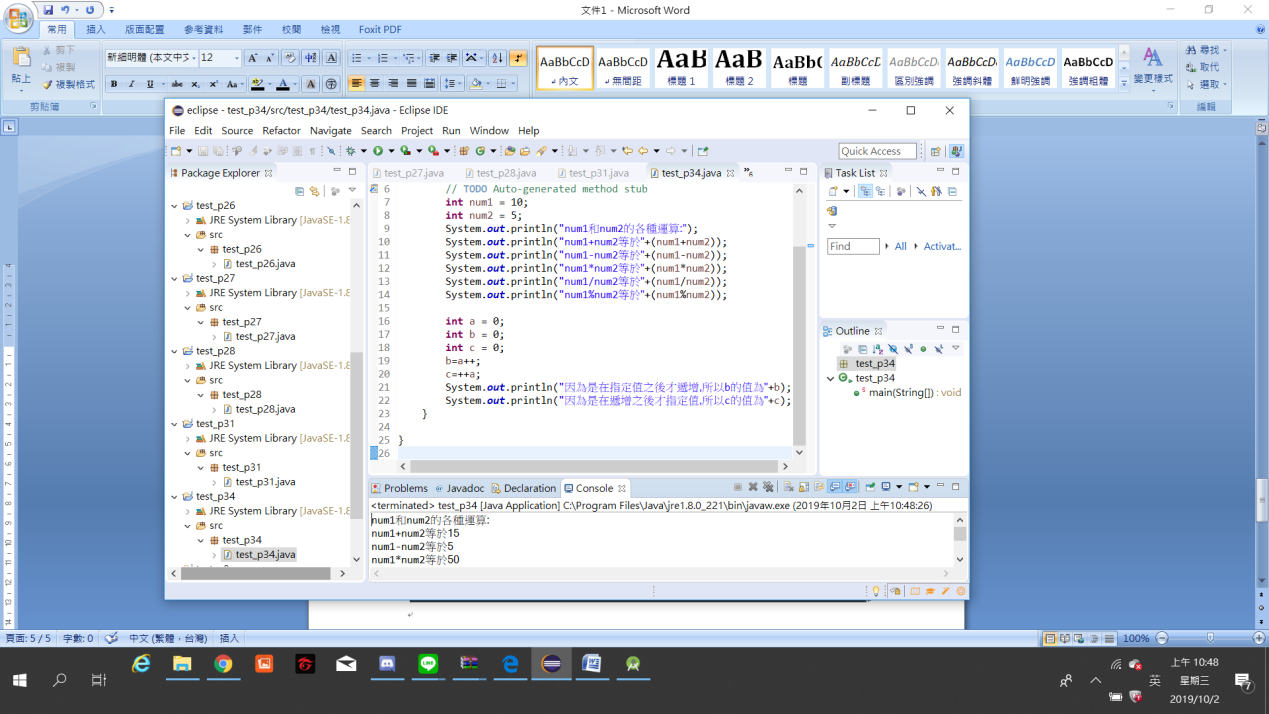 文件1 - Microsoft Word
常用 插入 版面配置 參考資料 郵件 校閱 檢視 Foxit PDF
貼上 剪下 複製 複製格式 剪貼簿
新細明體 (本文中文 12
AaBbCcD AaBbCcD AaB AaB AaBb( AaBbCcL AaBbCcDc AaBbCcDc AaBbCcDc AaBbCcD
內文 無間距 標題 1 標題 2 標題 副標題 區別強調 強調斜體 鮮明強調 強調粗體 變更樣式
尋找 取代 選取 編輯
eclipse - test_p34/src/test_p34/test_p34.java - Eclipse IDE
File Edit Source Refactor Navigate Search Project Run Window Help
Quick Access
Package Explorer
test_p26
JRE System Library [JavaSE-1.8
src
test_p26
test_p26.java
test_p27
JRE System Library [JavaSE-1.8
src
test_p27
test_p27.java
test_p28
JRE System Library [JavaSE-1.8
src
test_p28
test_p28.java
test_p31
JRE System Library [JavaSE-1.8
src
test_p31
test_p31.java
test_p34
JRE System Library [JavaSE-1.8
src
test_p34
test_p34.java
test_p27.java test_p28.java test_p31.java test_p34.java
6 // TODO Auto-generated method stub
7 int num1 = 10;
8 int num2 = 5;
9 System.out.println("num1和num2的各種運算:");
10 System.out.println("num1+num2等於"+(num1+num2));
11 System.out.println("num1-num2等於"+(num1-num2));
12 System.out.println("num1*num2等於"+(num1*num2));
13 System.out.println("num1/num2等於"+(num1/num2));
14 System.out.println("num1%num2等於"+(num1%num2));
15
16 int a = 0;
17 int b = 0;
18 int c = 0;
19 b=a++;
20 c=++a;
21 System.out.println("因為是在指定值之後才遞增,所以b的值為"+b);
22 System.out.println("因為是在遞增之後才指定值,所以c的值為"+c);
23 }
24
25 }
26
Task List
Find All Activat...
Outline
test_p34
test_p34
main(String[]) : void
Problems Javadoc Declaration Console
<terminated> test_p34 [Java Application] C:\Program Files\Java\jre1.8.0_221\bin\javaw.exe (2019年10月2日 上午10:48:26)
num1和num2的各種運算:
num1+num2等於15
num1-num2等於5
num1*num2等於50
頁面: 5 / 5 字數: 0 中文 (繁體，台灣) 插入 100%
英
上午 10:48
星期三
2019/10/2
7